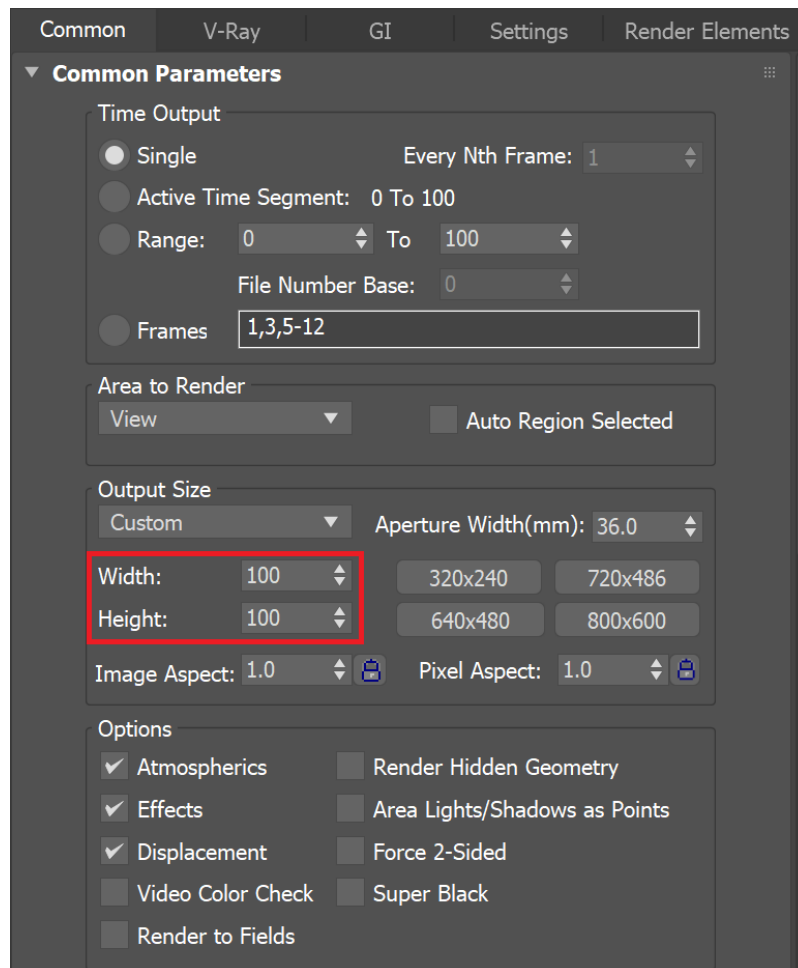 Common V-Ray GI Settings Render Elements
Common Parameters
Time Output
Single Every Nth Frame: 1
Active Time Segment: 0 To 100
Range: 0 To 100
File Number Base: 0
Frames 1,3,5-12
Area to Render
View Auto Region Selected
Output Size
Custom Aperture Width(mm): 36.0
Width: 100 320x240 720x486
Height: 100 640x480 800x600
Image Aspect: 1.0 Pixel Aspect: 1.0
Options
Atmospherics Render Hidden Geometry
Effects Area Lights/Shadows as Points
Displacement Force 2-Sided
Video Color Check Super Black
Render to Fields